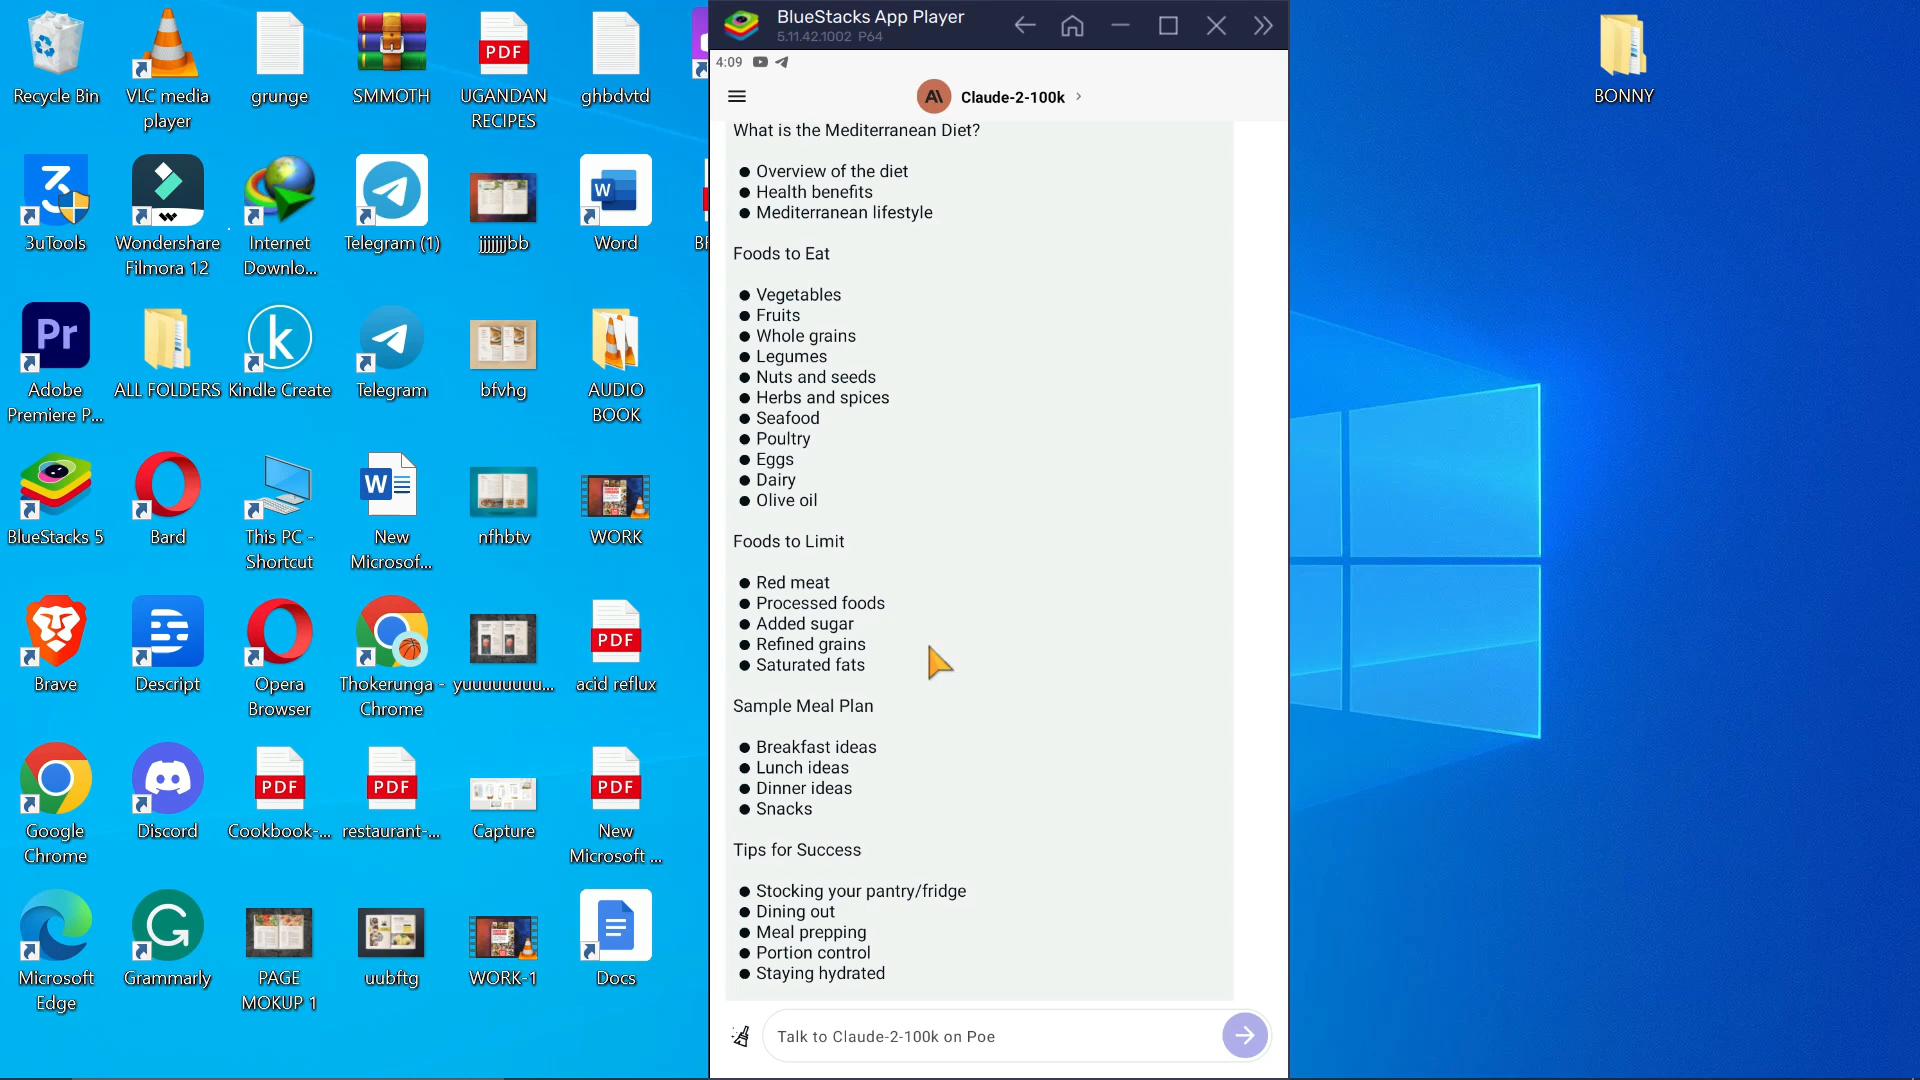 Recycle Bin
VLC media
player
grunge
SMMOTH
PDF
UGANDAN
RECIPES
ghbdvtd
3uTools
Wondershare
Filmora 12
Internet
Downlo...
Telegram (1)
jjjjjjjbb
W
Word
Pr
Adobe
Premiere P...
ALL FOLDERS
k
Kindle Create
Telegram
bfvhg
AUDIO
BOOK
BlueStacks 5
Bard
This PC -
Shortcut
W
New
Microsof...
nfhbtv
WORK
Brave
Descript
Opera
Browser
Thokerunga -
Chrome
yuuuuuuuu...
PDF
acid reflux
Google
Chrome
Discord
PDF
Cookbook-...
PDF
restaurant-...
Capture
PDF
New
Microsoft ...
Microsoft
Edge
G
Grammarly
PAGE
MOKUP 1
uubftg
WORK-1
Docs
BlueStacks App Player
5.11.42.1002 P64
4:09
Claude-2-100k
What is the Mediterranean Diet?
● Overview of the diet
● Health benefits
● Mediterranean lifestyle
Foods to Eat
● Vegetables
● Fruits
● Whole grains
● Legumes
● Nuts and seeds
● Herbs and spices
● Seafood
● Poultry
● Eggs
● Dairy
● Olive oil
Foods to Limit
● Red meat
● Processed foods
● Added sugar
● Refined grains
● Saturated fats
Sample Meal Plan
● Breakfast ideas
● Lunch ideas
● Dinner ideas
● Snacks
Tips for Success
● Stocking your pantry/fridge
● Dining out
● Meal prepping
● Portion control
● Staying hydrated
Talk to Claude-2-100k on Poe
BONNY